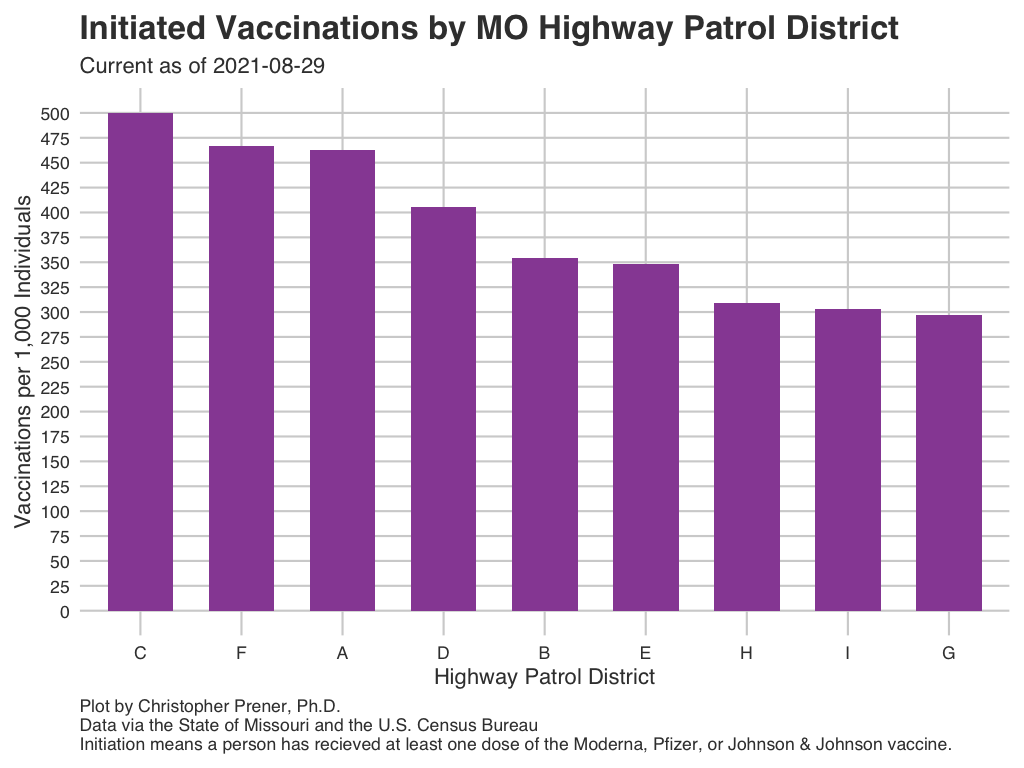 Initiated Vaccinations by MO Highway Patrol District
Current as of 2021-08-29
Vaccinations per 1,000 Individuals
500
475
450
425
400
375
350
325
300
275
250
225
200
175
150
125
100
75
50
25
0
C F A D B E H I G
Highway Patrol District
Plot by Christopher Prener, Ph.D.
Data via the State of Missouri and the U.S. Census Bureau
Initiation means a person has recieved at least one dose of the Moderna, Pfizer, or Johnson & Johnson vaccine.